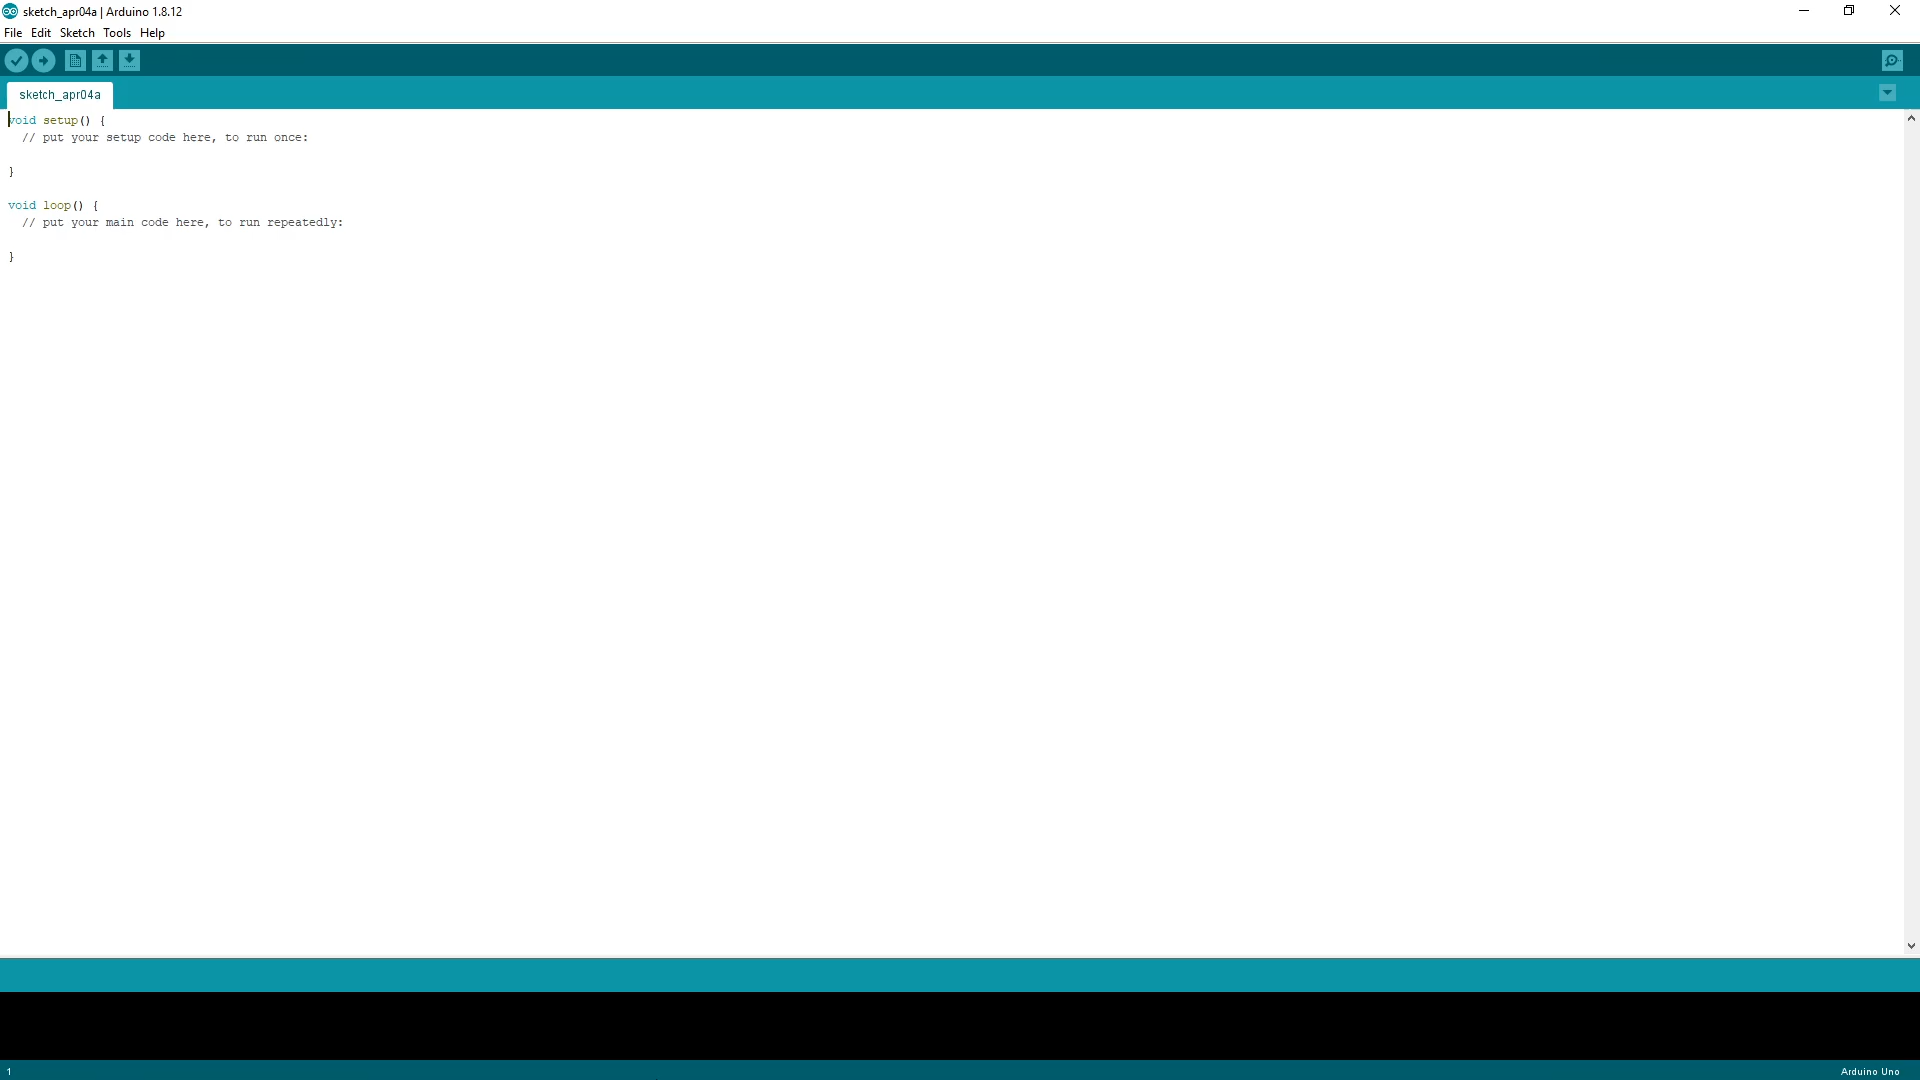 sketch_apr04a | Arduino 1.8.12
File Edit Sketch Tools Help
sketch_apr04a
void setup() {
  // put your setup code here, to run once:
}
void loop() {
  // put your main code here, to run repeatedly:
}
1
Arduino Uno